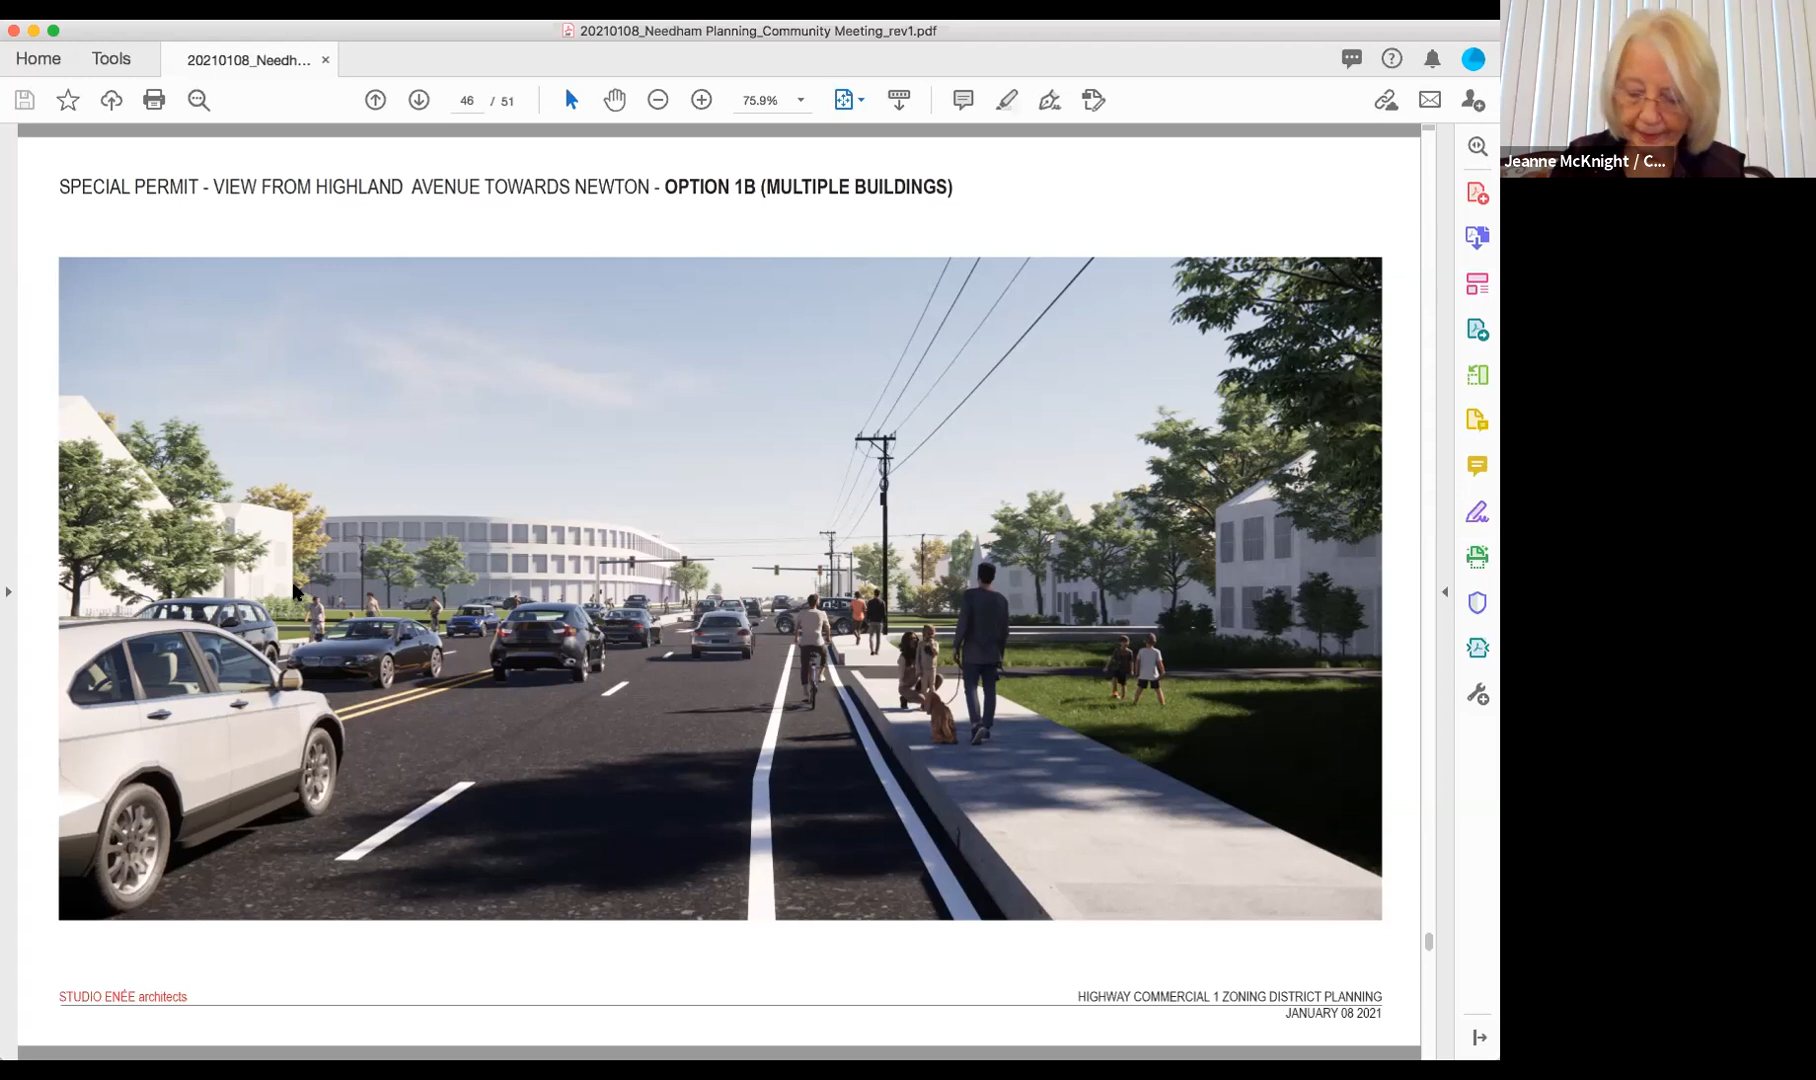 20210108_Needham Planning_Community Meeting_rev1.pdf
Home
Tools
20210108_Needh... ×
46 / 51
75.9%
Jeanne McKnight / C...
SPECIAL PERMIT - VIEW FROM HIGHLAND AVENUE TOWARDS NEWTON - OPTION 1B (MULTIPLE BUILDINGS)
STUDIO ENÉE architects
HIGHWAY COMMERCIAL 1 ZONING DISTRICT PLANNING
JANUARY 08 2021